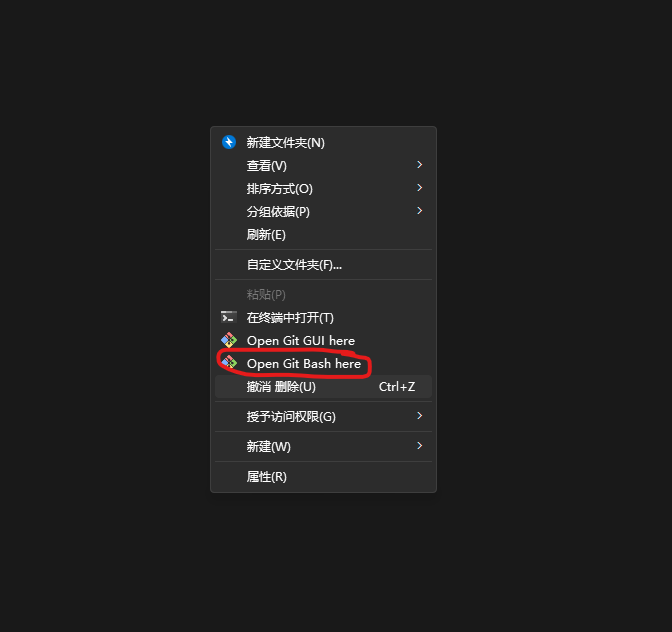 新建文件夹(N)
查看(V)
排序方式(O)
分组依据(P)
刷新(E)
自定义文件夹(F)...
粘贴(P)
在终端中打开(T)
Open Git GUI here
Open Git Bash here
撤消 删除(U) Ctrl+Z
授予访问权限(G)
新建(W)
属性(R)